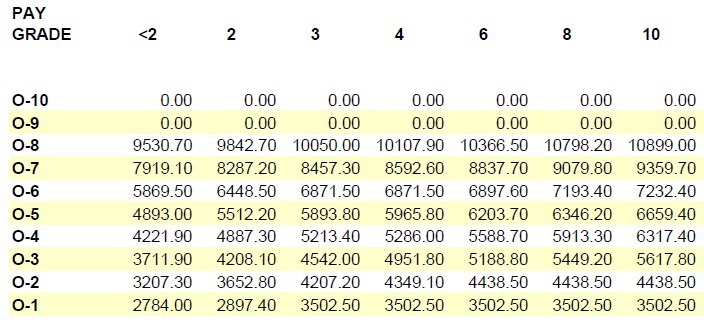 PAY
GRADE <2 2 3 4 6 8 10
O-10 0.00 0.00 0.00 0.00 0.00 0.00 0.00
O-9 0.00 0.00 0.00 0.00 0.00 0.00 0.00
O-8 9530.70 9842.70 10050.00 10107.90 10366.50 10798.20 10899.00
O-7 7919.10 8287.20 8457.30 8592.60 8837.70 9079.80 9359.70
O-6 5869.50 6448.50 6871.50 6871.50 6897.60 7193.40 7232.40
O-5 4893.00 5512.20 5893.80 5965.80 6203.70 6346.20 6659.40
O-4 4221.90 4887.30 5213.40 5286.00 5588.70 5913.30 6317.40
O-3 3711.90 4208.10 4542.00 4951.80 5188.80 5449.20 5617.80
O-2 3207.30 3652.80 4207.20 4349.10 4438.50 4438.50 4438.50
O-1 2784.00 2897.40 3502.50 3502.50 3502.50 3502.50 3502.50